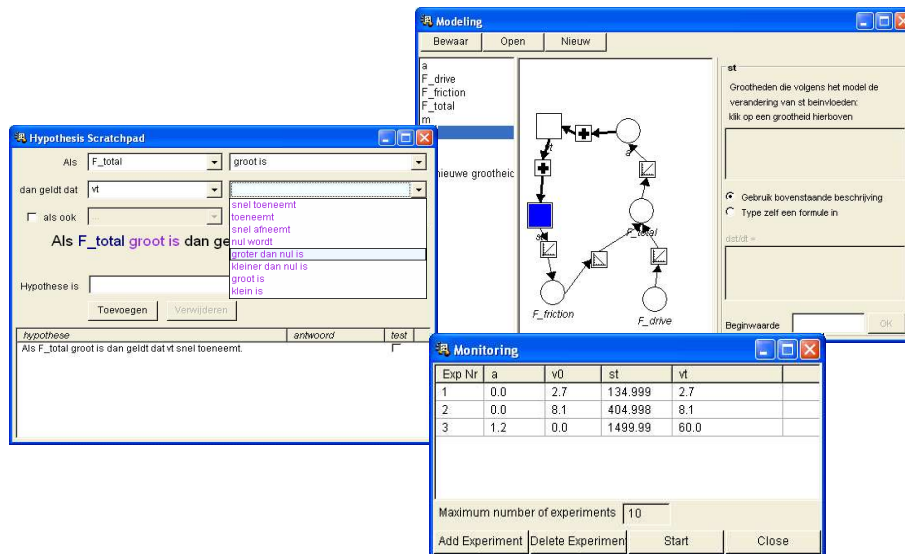 Modeling
Bewaar Open Nieuw
a
F_drive
F_friction
F_total
m
nieuwe grootheic
a
F_total
F_friction
F_drive
st
Grootheden die volgens het model de
verandering van st beinvloeden:
klik op een grootheid hierboven
Gebruik bovenstaande beschrijving
Type zelf een formule in
dst/dt =
Beginwaarde OK
Hypothesis Scratchpad
Als F_total groot is
dan geldt dat vt
snel toeneemt
toeneemt
snel afneemt
nul wordt
groter dan nul is
kleiner dan nul is
groot is
klein is
als ook ...
Als F_total groot is dan ge
Hypothese is
Toevoegen Verwijderen
hypothese antwoord test
Als F_total groot is dan geldt dat vt snel toeneemt.
Monitoring
Exp Nr a v0 st vt
1 0.0 2.7 134.999 2.7
2 0.0 8.1 404.998 8.1
3 1.2 0.0 1499.99 60.0
Maximum number of experiments 10
Add Experiment Delete Experiment Start Close